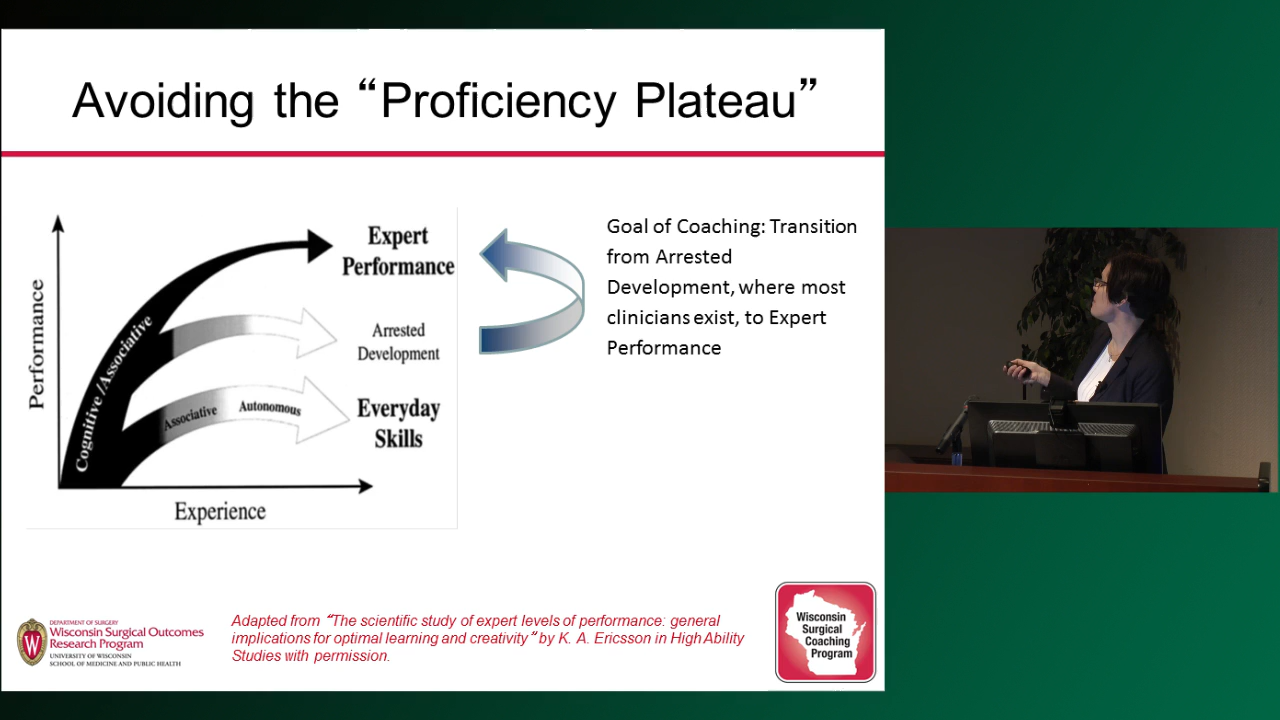 Avoiding the “Proficiency Plateau”
Performance
Cognitive /Associative
Expert
Performance
Arrested
Development
Associative
Autonomous
Everyday
Skills
Experience
Goal of Coaching: Transition
from Arrested
Development, where most
clinicians exist, to Expert
Performance
DEPARTMENT OF SURGERY
Wisconsin Surgical Outcomes
Research Program
UNIVERSITY OF WISCONSIN
SCHOOL OF MEDICINE AND PUBLIC HEALTH
W
Adapted from “The scientific study of expert levels of performance: general
implications for optimal learning and creativity” by K. A. Ericsson in High Ability
Studies with permission.
Wisconsin
Surgical
Coaching
Program